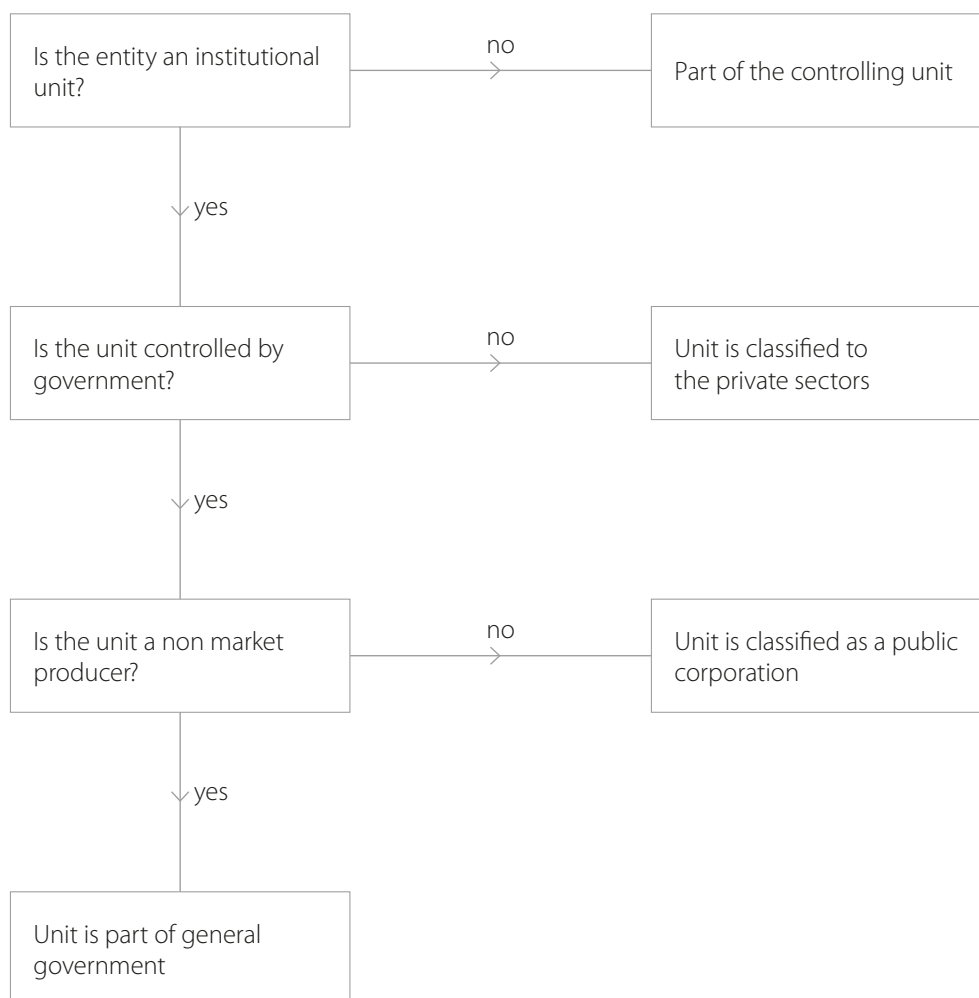 Is the entity an institutional
unit?
no
Part of the controlling unit
yes
Is the unit controlled by
government?
no
Unit is classified to
the private sectors
yes
Is the unit a non market
producer?
no
Unit is classified as a public
corporation
yes
Unit is part of general
government